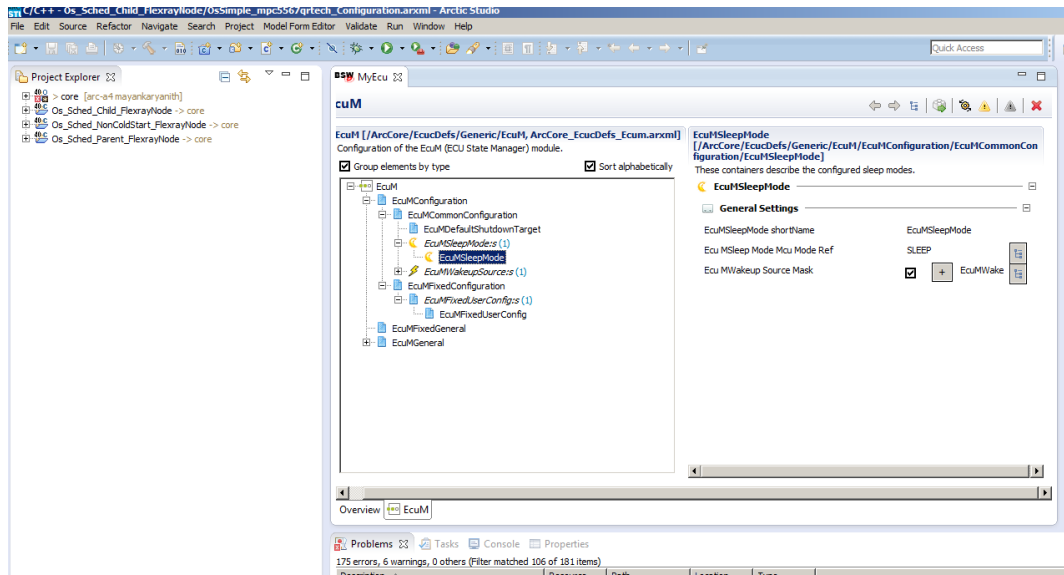 C/C++ - Os_Sched_Child_FlexrayNode/OsSimple_mpc5567qrtech_Configuration.arxml - Arctic Studio
File Edit Source Refactor Navigate Search Project Model Form Editor Validate Run Window Help
Quick Access
Project Explorer
> core [arc-a4 mayankaryanith]
Os_Sched_Child_FlexrayNode -> core
Os_Sched_NonColdStart_FlexrayNode -> core
Os_Sched_Parent_FlexrayNode -> core
BSW MyEcu
cuM
EcuM [/ArcCore/EcucDefs/Generic/EcuM, ArcCore_EcucDefs_Ecum.arxml]
Configuration of the EcuM (ECU State Manager) module.
Group elements by type Sort alphabetically
EcuM
EcuMConfiguration
EcuMCommonConfiguration
EcuMDefaultShutdownTarget
EcuMSleepMode:s (1)
EcuMSleepMode
EcuMWakeupSource:s (1)
EcuMFixedConfiguration
EcuMFixedUserConfig:s (1)
EcuMFixedUserConfig
EcuMFixedGeneral
EcuMGeneral
EcuMSleepMode
[/ArcCore/EcucDefs/Generic/EcuM/EcuMConfiguration/EcuMCommonCon
figuration/EcuMSleepMode]
These containers describe the configured sleep modes.
EcuMSleepMode
General Settings
EcuMSleepMode shortName EcuMSleepMode
Ecu MSleep Mode Mcu Mode Ref SLEEP
Ecu MWakeup Source Mask + EcuMWake
Overview EcuM
Problems Tasks Console Properties
175 errors, 6 warnings, 0 others (Filter matched 106 of 181 items)
Description Resource Path Location Type